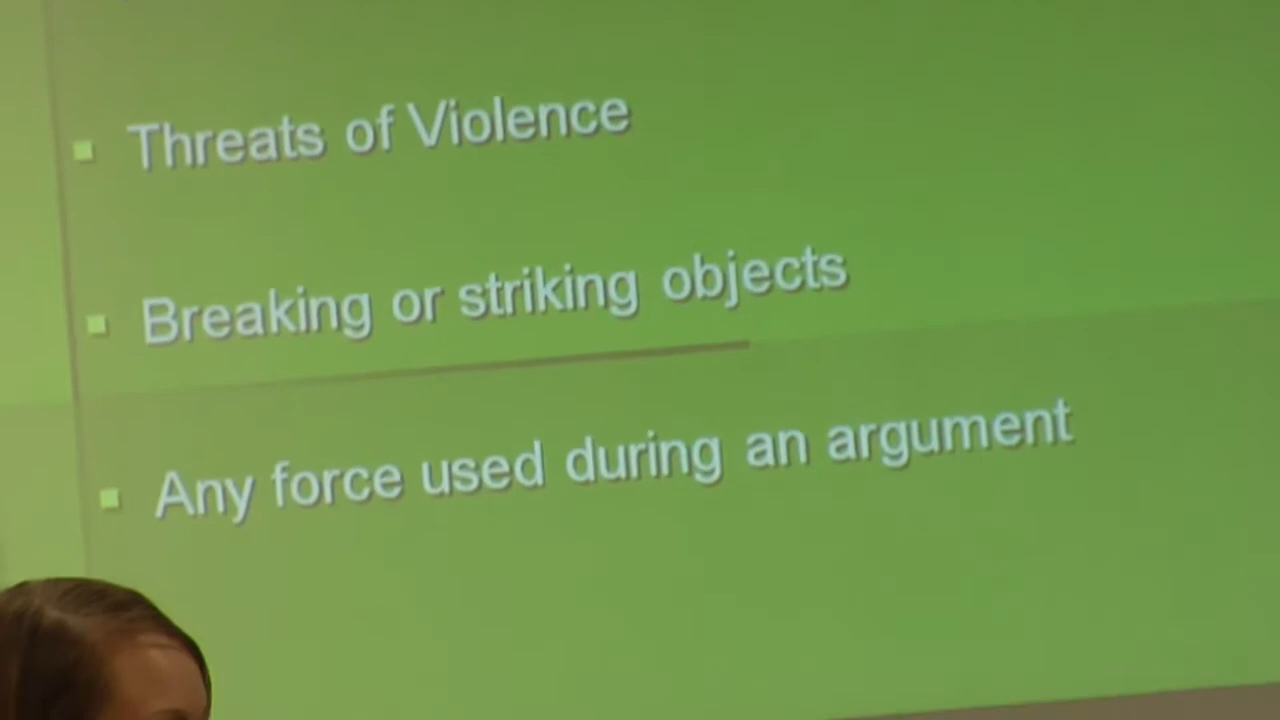 Threats of Violence
Breaking or striking objects
Any force used during an argument